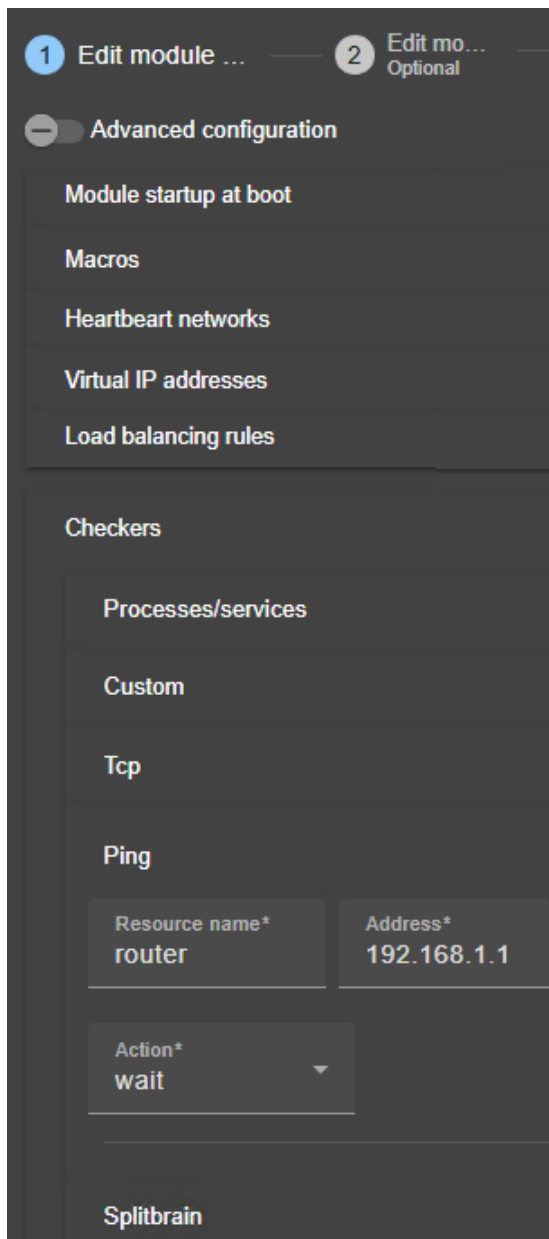 1 Edit module ...
2 Edit mo...
Optional
Advanced configuration
Module startup at boot
Macros
Heartbeart networks
Virtual IP addresses
Load balancing rules
Checkers
Processes/services
Custom
Tcp
Ping
Resource name* Address*
router 192.168.1.1
Action*
wait
Splitbrain